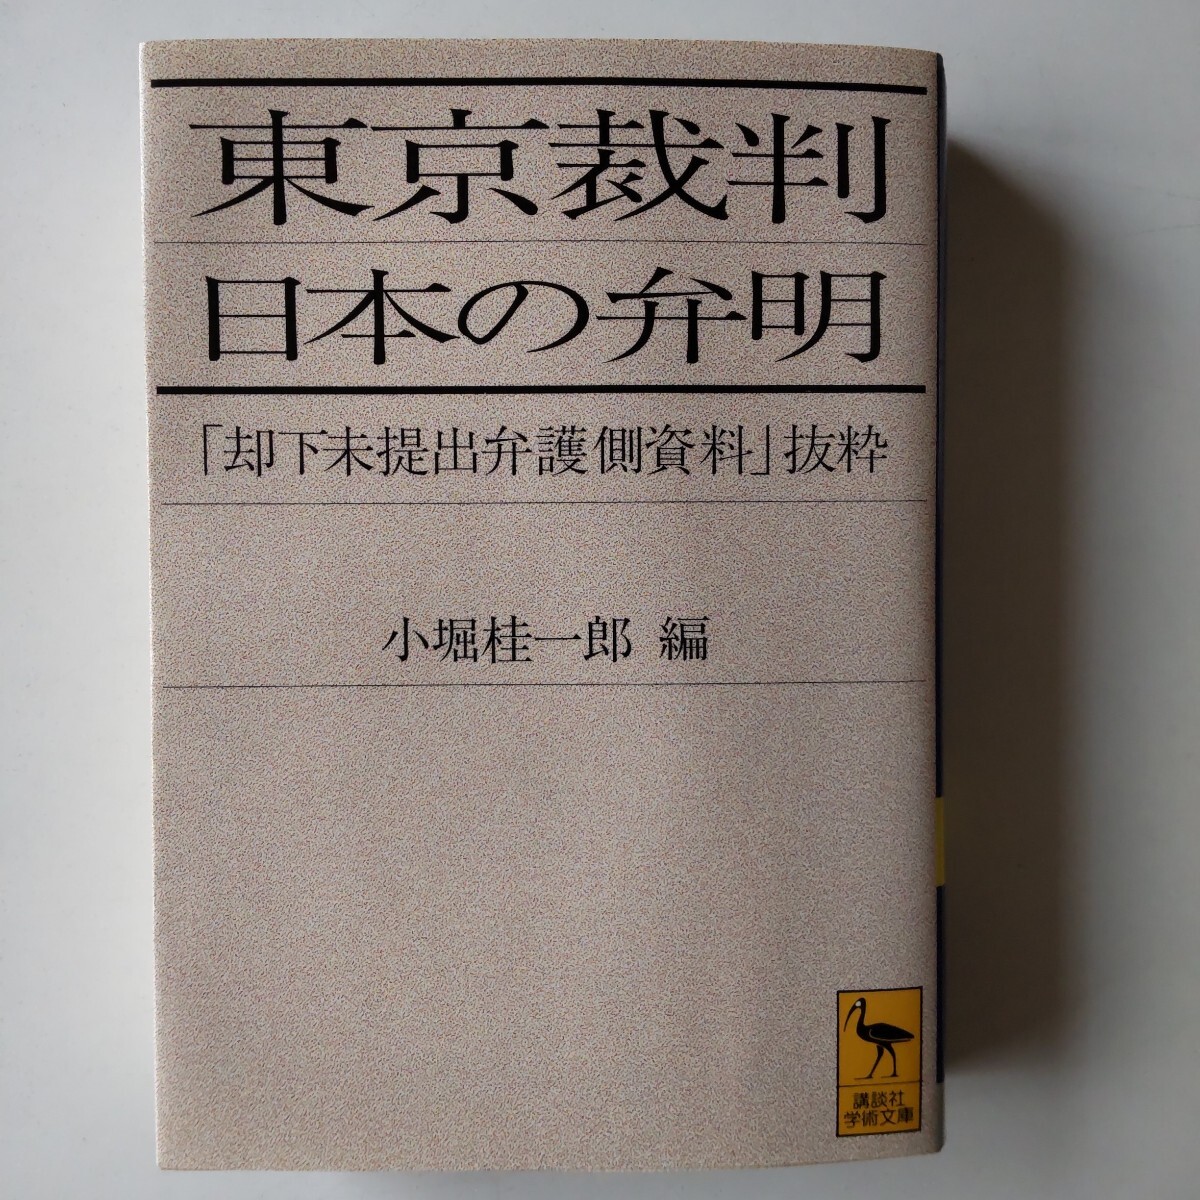 東京裁判
日本の弁明
「却下未提出弁護側資料」抜粋
小堀桂一郎 編
講談社
学術文庫